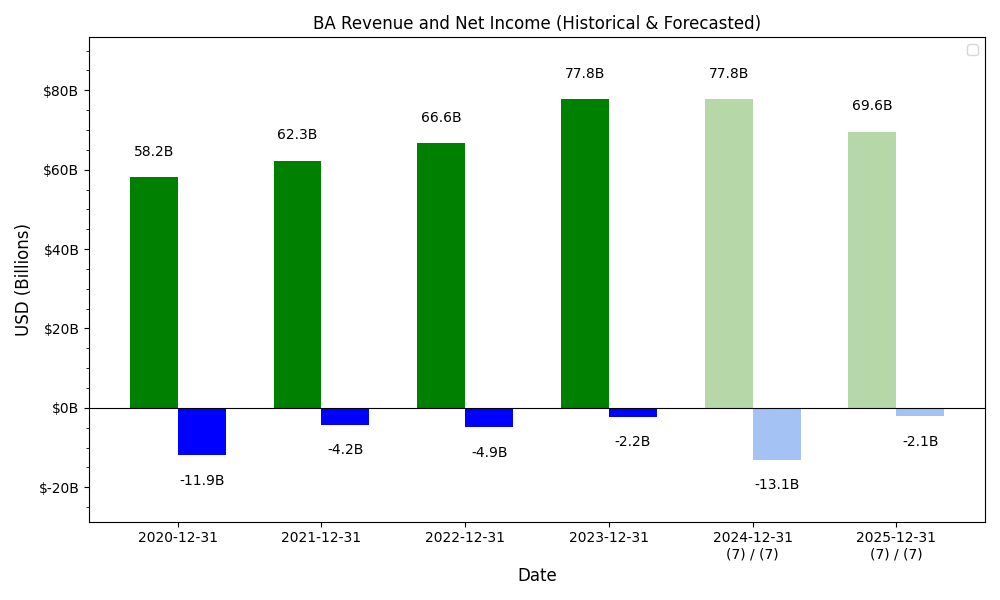 BA Revenue and Net Income (Historical & Forecasted)
USD (Billions)
$80B
$60B
$40B
$20B
$0B
$-20B
58.2B
62.3B
66.6B
77.8B
77.8B
69.6B
-11.9B
-4.2B
-4.9B
-2.2B
-13.1B
-2.1B
2020-12-31
2021-12-31
2022-12-31
2023-12-31
2024-12-31
(7) / (7)
2025-12-31
(7) / (7)
Date